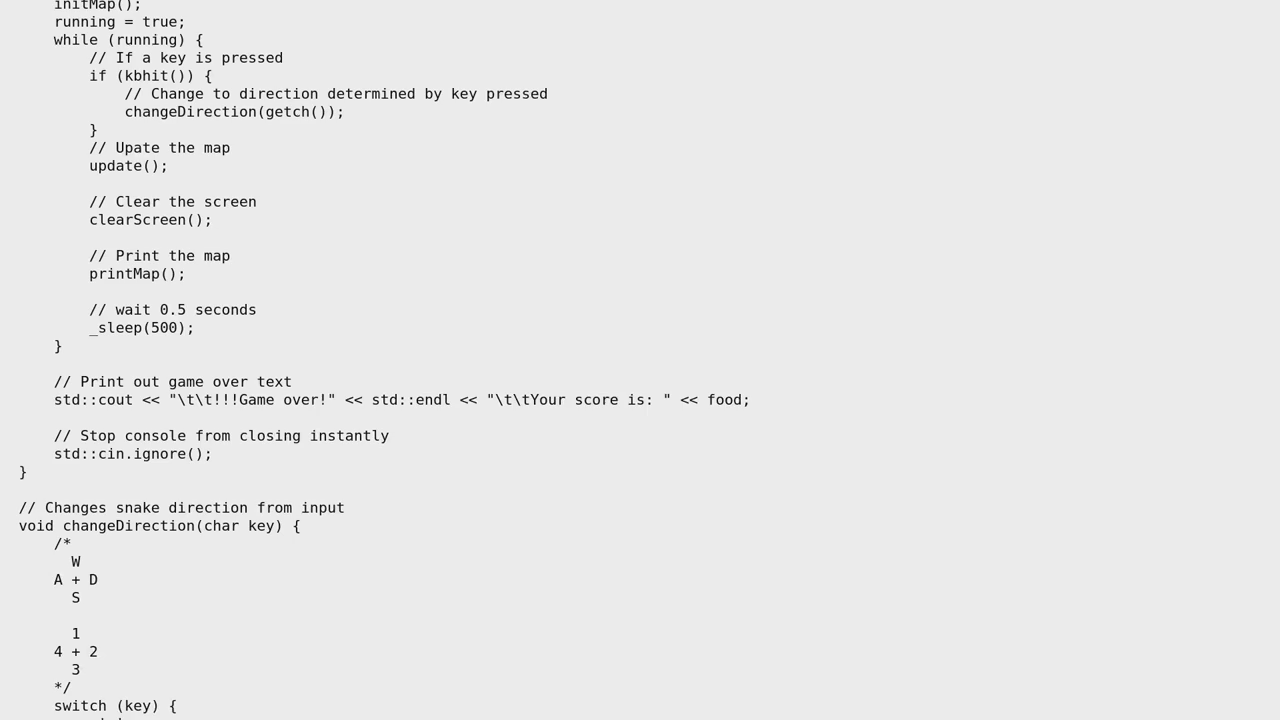 initMap();
    running = true;
    while (running) {
        // If a key is pressed
        if (kbhit()) {
            // Change to direction determined by key pressed
            changeDirection(getch());
        }
        // Upate the map
        update();

        // Clear the screen
        clearScreen();

        // Print the map
        printMap();

        // wait 0.5 seconds
        _sleep(500);
    }

    // Print out game over text
    std::cout << "\t\t!!!Game over!" << std::endl << "\t\tYour score is: " << food;

    // Stop console from closing instantly
    std::cin.ignore();
}

// Changes snake direction from input
void changeDirection(char key) {
    /*
      W
    A + D
      S

      1
    4 + 2
      3
    */
    switch (key) {